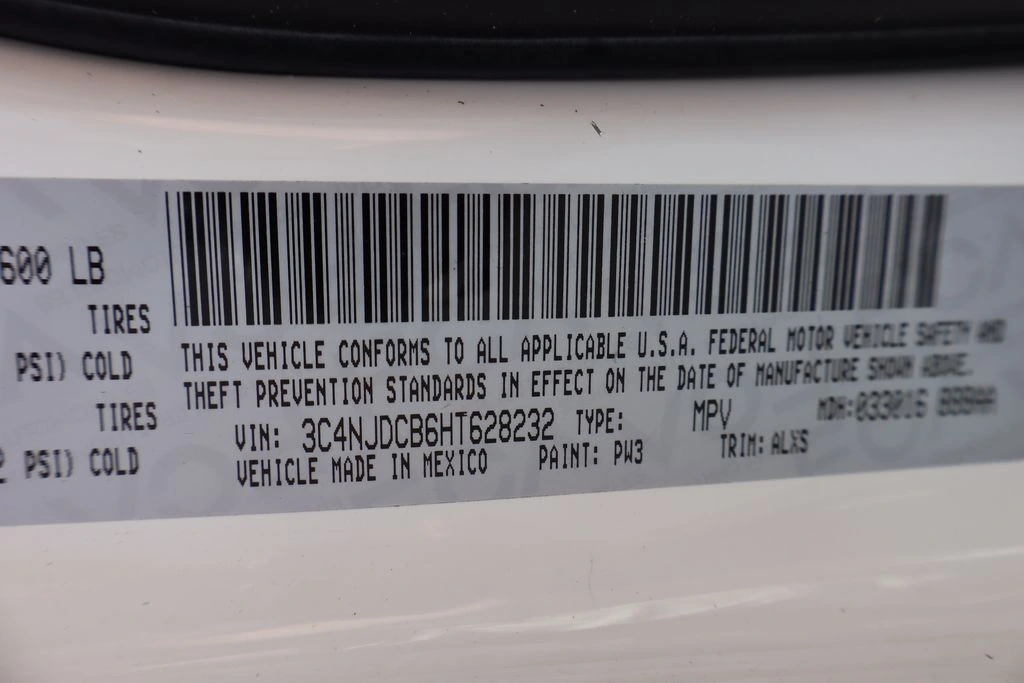 600 LB
TIRES
PSI) COLD
TIRES
PSI) COLD
THIS VEHICLE CONFORMS TO ALL APPLICABLE U.S.A. FEDERAL MOTOR VEHICLE SAFETY AND
THEFT PREVENTION STANDARDS IN EFFECT ON THE DATE OF MANUFACTURE SHOWN ABOVE.
VIN: 3C4NJDCB6HT628232 TYPE: MPV MDH:033016
VEHICLE MADE IN MEXICO PAINT: PW3 TRIM: ALXS